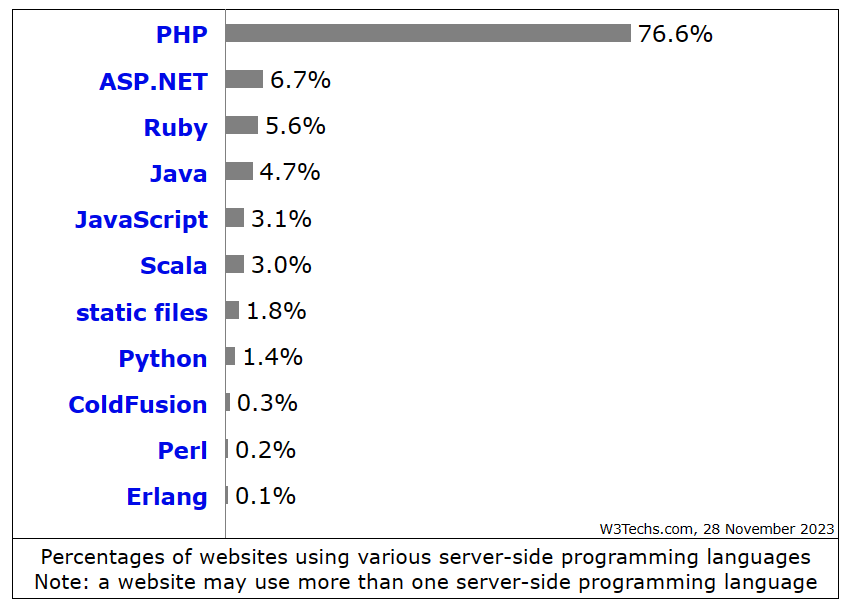 PHP 76.6%
ASP.NET 6.7%
Ruby 5.6%
Java 4.7%
JavaScript 3.1%
Scala 3.0%
static files 1.8%
Python 1.4%
ColdFusion 0.3%
Perl 0.2%
Erlang 0.1%
W3Techs.com, 28 November 2023
Percentages of websites using various server-side programming languages
Note: a website may use more than one server-side programming language